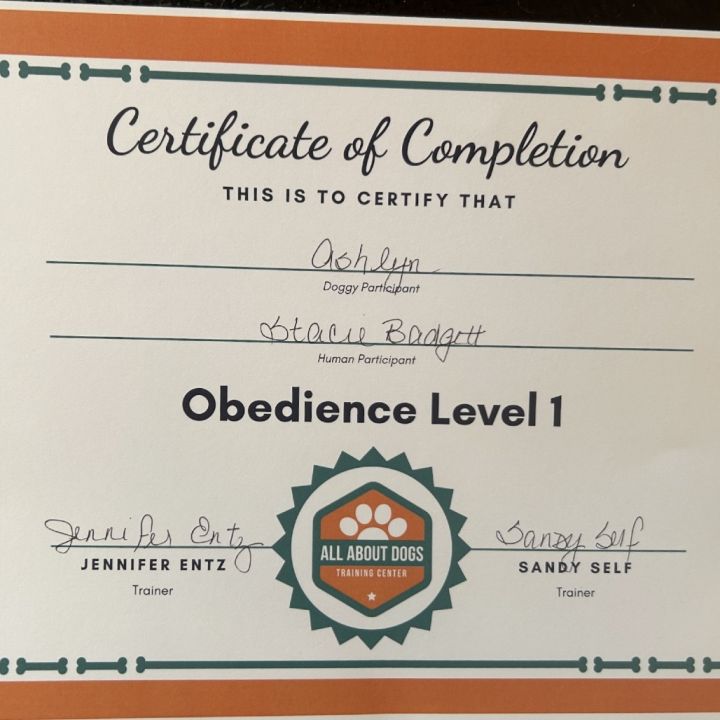 Certificate of Completion
THIS IS TO CERTIFY THAT
Ashlyn
Doggy Participant
Stacie Badgett
Human Participant
Obedience Level 1
Jennifer Entz
JENNIFER ENTZ
Trainer
ALL ABOUT DOGS
TRAINING CENTER
Sandy Self
SANDY SELF
Trainer